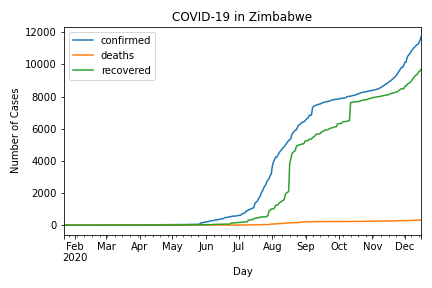 COVID-19 in Zimbabwe
confirmed
deaths
recovered
12000
10000
8000
6000
4000
2000
0
Number of Cases
Feb Mar Apr May Jun Jul Aug Sep Oct Nov Dec
2020
Day